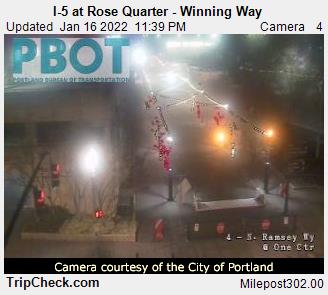 I-5 at Rose Quarter - Winning Way
Updated Jan 16 2022 11:39 PM Camera 4
PBOT
PORTLAND BUREAU OF TRANSPORTATION
4 - N. Ramsey Wy
@ One Ctr
Camera courtesy of the City of Portland
TripCheck.com Milepost302.00